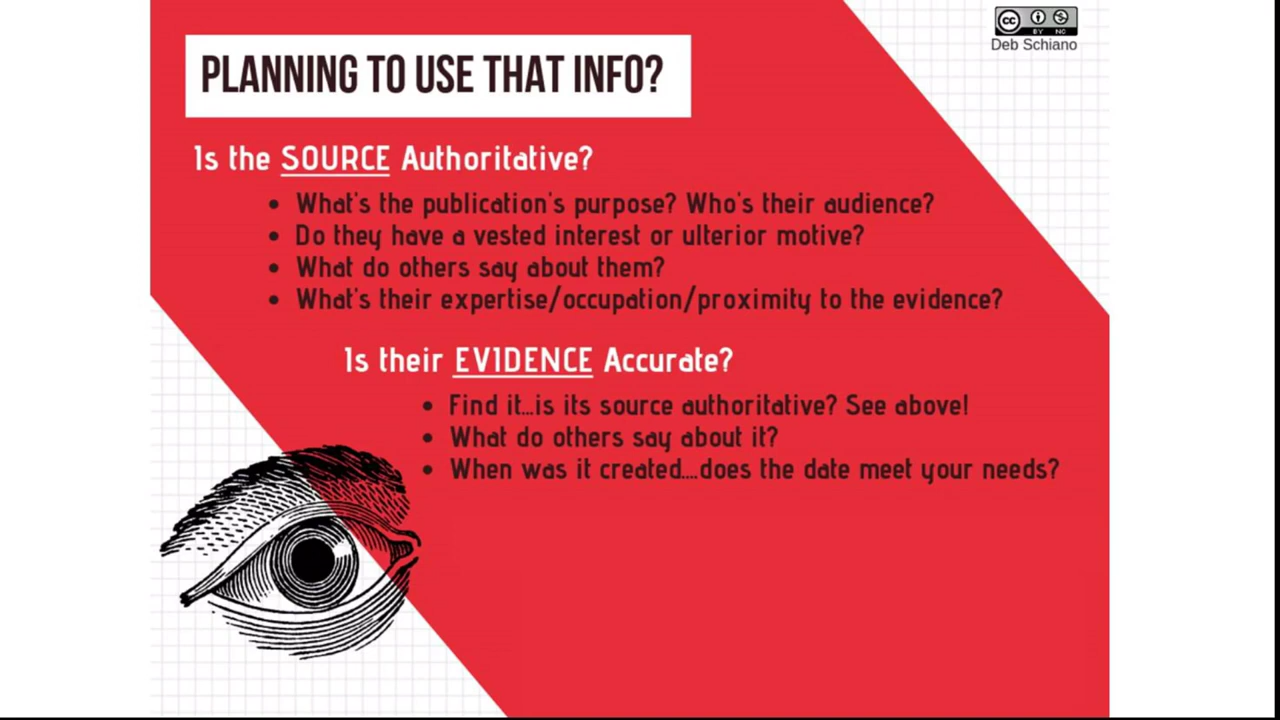 CC BY NC
Deb Schiano
PLANNING TO USE THAT INFO?
Is the SOURCE Authoritative?
• What's the publication's purpose? Who's their audience?
• Do they have a vested interest or ulterior motive?
• What do others say about them?
• What's their expertise/occupation/proximity to the evidence?
Is their EVIDENCE Accurate?
• Find it...is its source authoritative? See above!
• What do others say about it?
• When was it created....does the date meet your needs?